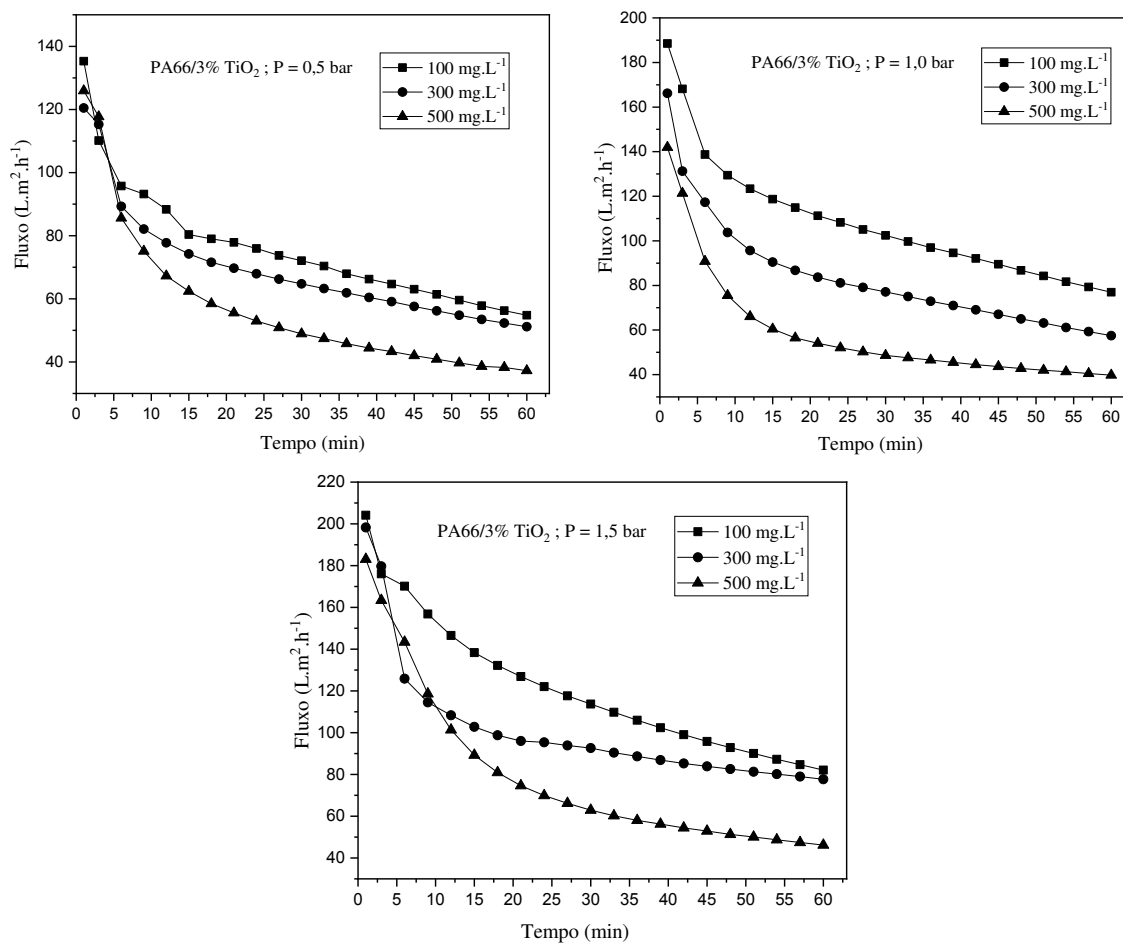 PA66/3% TiO₂ ; P = 0,5 bar
100 mg.L⁻¹
300 mg.L⁻¹
500 mg.L⁻¹
Fluxo (L.m².h⁻¹)
140
120
100
80
60
40
0 5 10 15 20 25 30 35 40 45 50 55 60
Tempo (min)
PA66/3% TiO₂ ; P = 1,0 bar
100 mg.L⁻¹
300 mg.L⁻¹
500 mg.L⁻¹
Fluxo (L.m².h⁻¹)
200
180
160
140
120
100
80
60
40
0 5 10 15 20 25 30 35 40 45 50 55 60
Tempo (min)
PA66/3% TiO₂ ; P = 1,5 bar
100 mg.L⁻¹
300 mg.L⁻¹
500 mg.L⁻¹
Fluxo (L.m².h⁻¹)
220
200
180
160
140
120
100
80
60
40
0 5 10 15 20 25 30 35 40 45 50 55 60
Tempo (min)